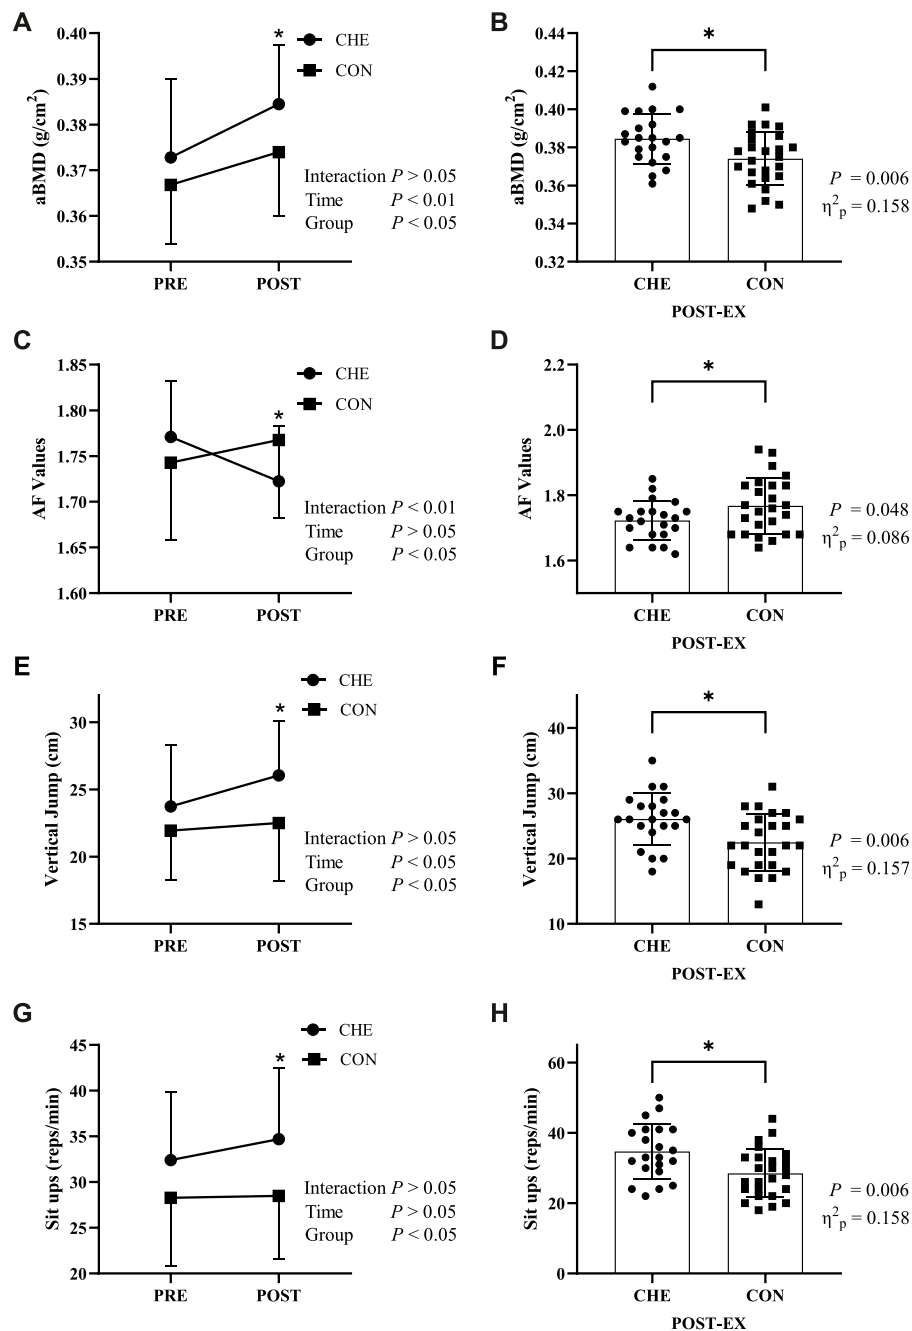 A
aBMD (g/cm²)
0.40
0.39
0.38
0.37
0.36
0.35
PRE
POST
*
CHE
CON
Interaction P > 0.05
Time P < 0.01
Group P < 0.05
B
aBMD (g/cm²)
0.44
0.42
0.40
0.38
0.36
0.34
0.32
*
CHE
CON
POST-EX
P = 0.006
η²p = 0.158
C
AF Values
1.85
1.80
1.75
1.70
1.65
1.60
PRE
POST
*
CHE
CON
Interaction P < 0.01
Time P > 0.05
Group P < 0.05
D
AF Values
2.2
2.0
1.8
1.6
*
CHE
CON
POST-EX
P = 0.048
η²p = 0.086
E
Vertical Jump (cm)
30
25
20
15
PRE
POST
*
CHE
CON
Interaction P > 0.05
Time P < 0.05
Group P < 0.05
F
Vertical Jump (cm)
40
30
20
10
*
CHE
CON
POST-EX
P = 0.006
η²p = 0.157
G
Sit ups (reps/min)
45
40
35
30
25
20
PRE
POST
*
CHE
CON
Interaction P > 0.05
Time P > 0.05
Group P < 0.05
H
Sit ups (reps/min)
60
40
20
0
*
CHE
CON
POST-EX
P = 0.006
η²p = 0.158